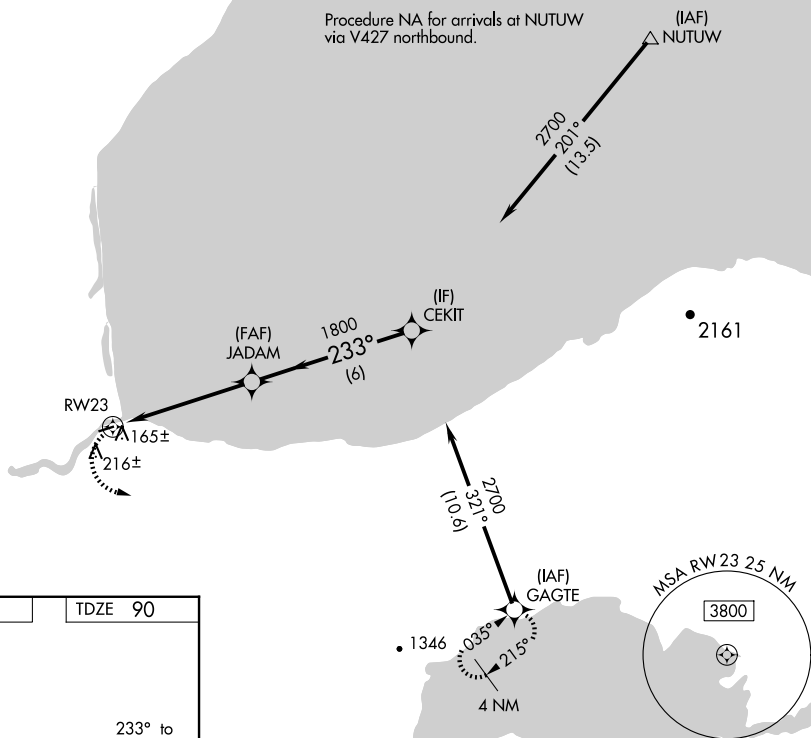 Procedure NA for arrivals at NUTUW
via V427 northbound.
(IAF)
NUTUW
2700
201°
(13.5)
(IF)
CEKIT
2161
(FAF)
JADAM
1800
233°
(6)
RW23
165±
216±
2700
321°
(10.6)
(IAF)
GAGTE
035°
215°
4 NM
1346
MSA RW 23 25 NM
3800
TDZE 90
233° to